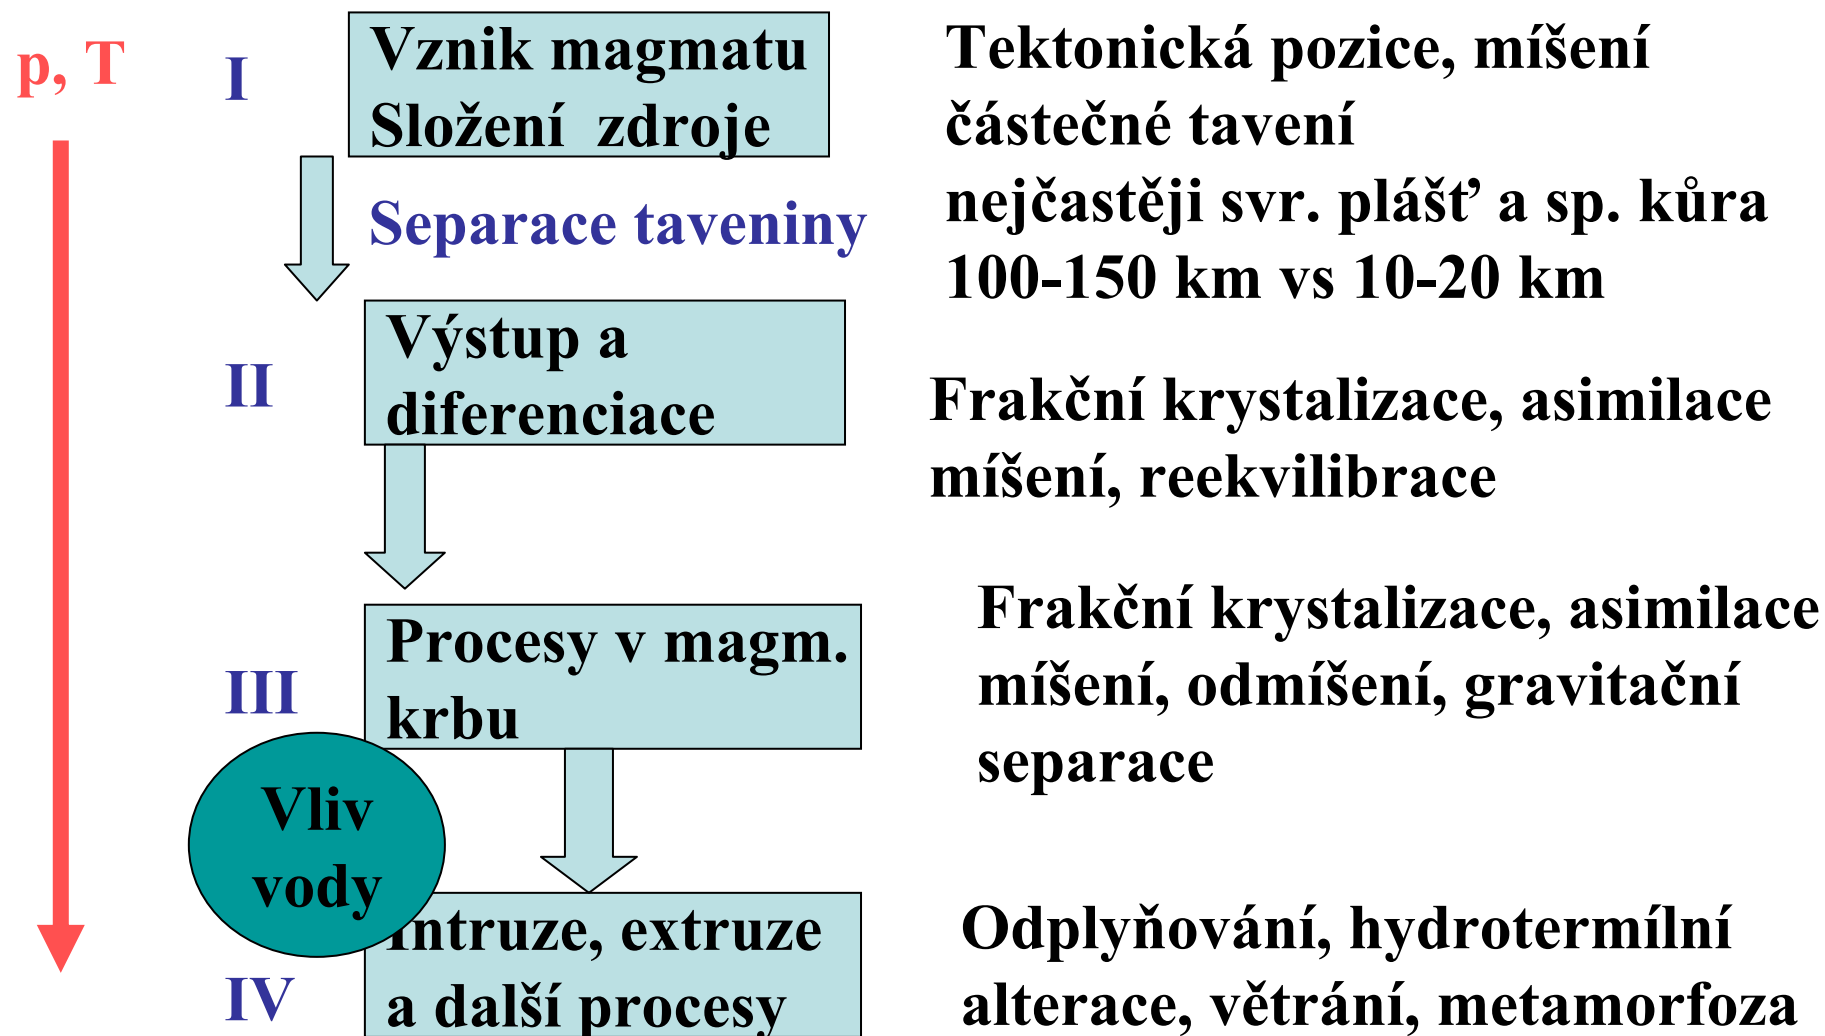 p, T
I
Vznik magmatu
Složení zdroje
Tektonická pozice, míšení
částečné tavení
nejčastěji svr. plášť a sp. kůra
100-150 km vs 10-20 km
Separace taveniny
II
Výstup a
diferenciace
Frakční krystalizace, asimilace
míšení, reekvilibrace
III
Procesy v magm.
krbu
Frakční krystalizace, asimilace
míšení, odmíšení, gravitační
separace
Vliv
vody
IV
Intruze, extruze
a další procesy
Odplyňování, hydrotermílní
alterace, větrání, metamorfoza